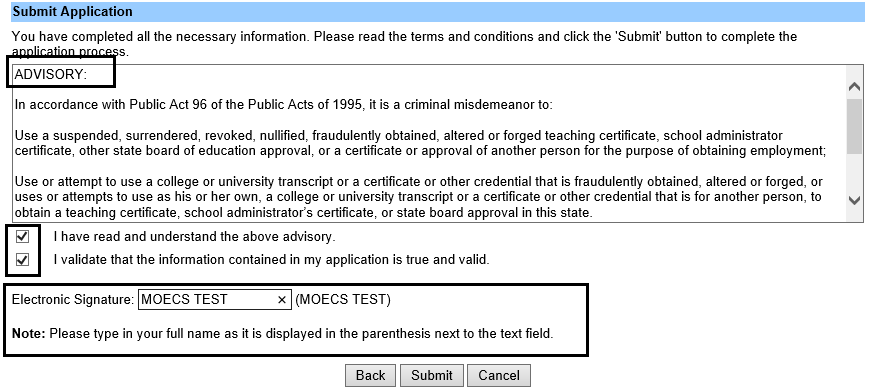 Submit Application
You have completed all the necessary information. Please read the terms and conditions and click the 'Submit' button to complete the
application process.
ADVISORY:
In accordance with Public Act 96 of the Public Acts of 1995, it is a criminal misdemeanor to:
Use a suspended, surrendered, revoked, nullified, fraudulently obtained, altered or forged teaching certificate, school administrator
certificate, other state board of education approval, or a certificate or approval of another person for the purpose of obtaining employment;
Use or attempt to use a college or university transcript or a certificate or other credential that is fraudulently obtained, altered or forged, or
uses or attempts to use as his or her own, a college or university transcript or a certificate or other credential that is for another person, to
obtain a teaching certificate, school administrator's certificate, or state board approval in this state.
I have read and understand the above advisory.
I validate that the information contained in my application is true and valid.
Electronic Signature: MOECS TEST × (MOECS TEST)
Note: Please type in your full name as it is displayed in the parenthesis next to the text field.
Back Submit Cancel